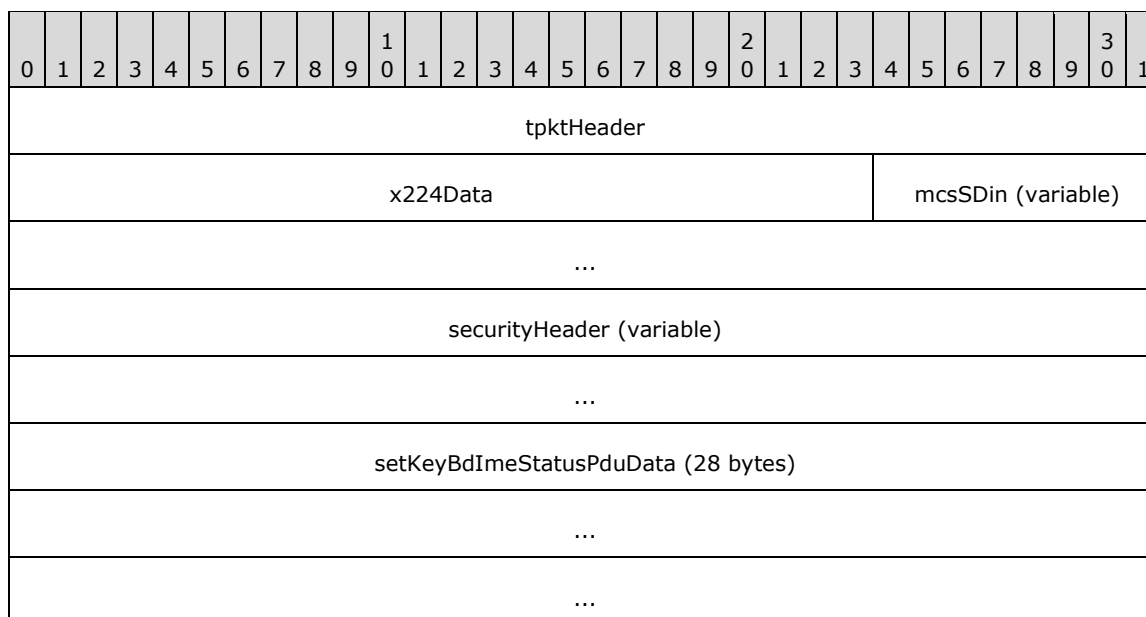 1 2 3
0 1 2 3 4 5 6 7 8 9 0 1 2 3 4 5 6 7 8 9 0 1 2 3 4 5 6 7 8 9 0 1
tpktHeader
x224Data mcsSDin (variable)
...
securityHeader (variable)
...
setKeyBdImeStatusPduData (28 bytes)
...
...